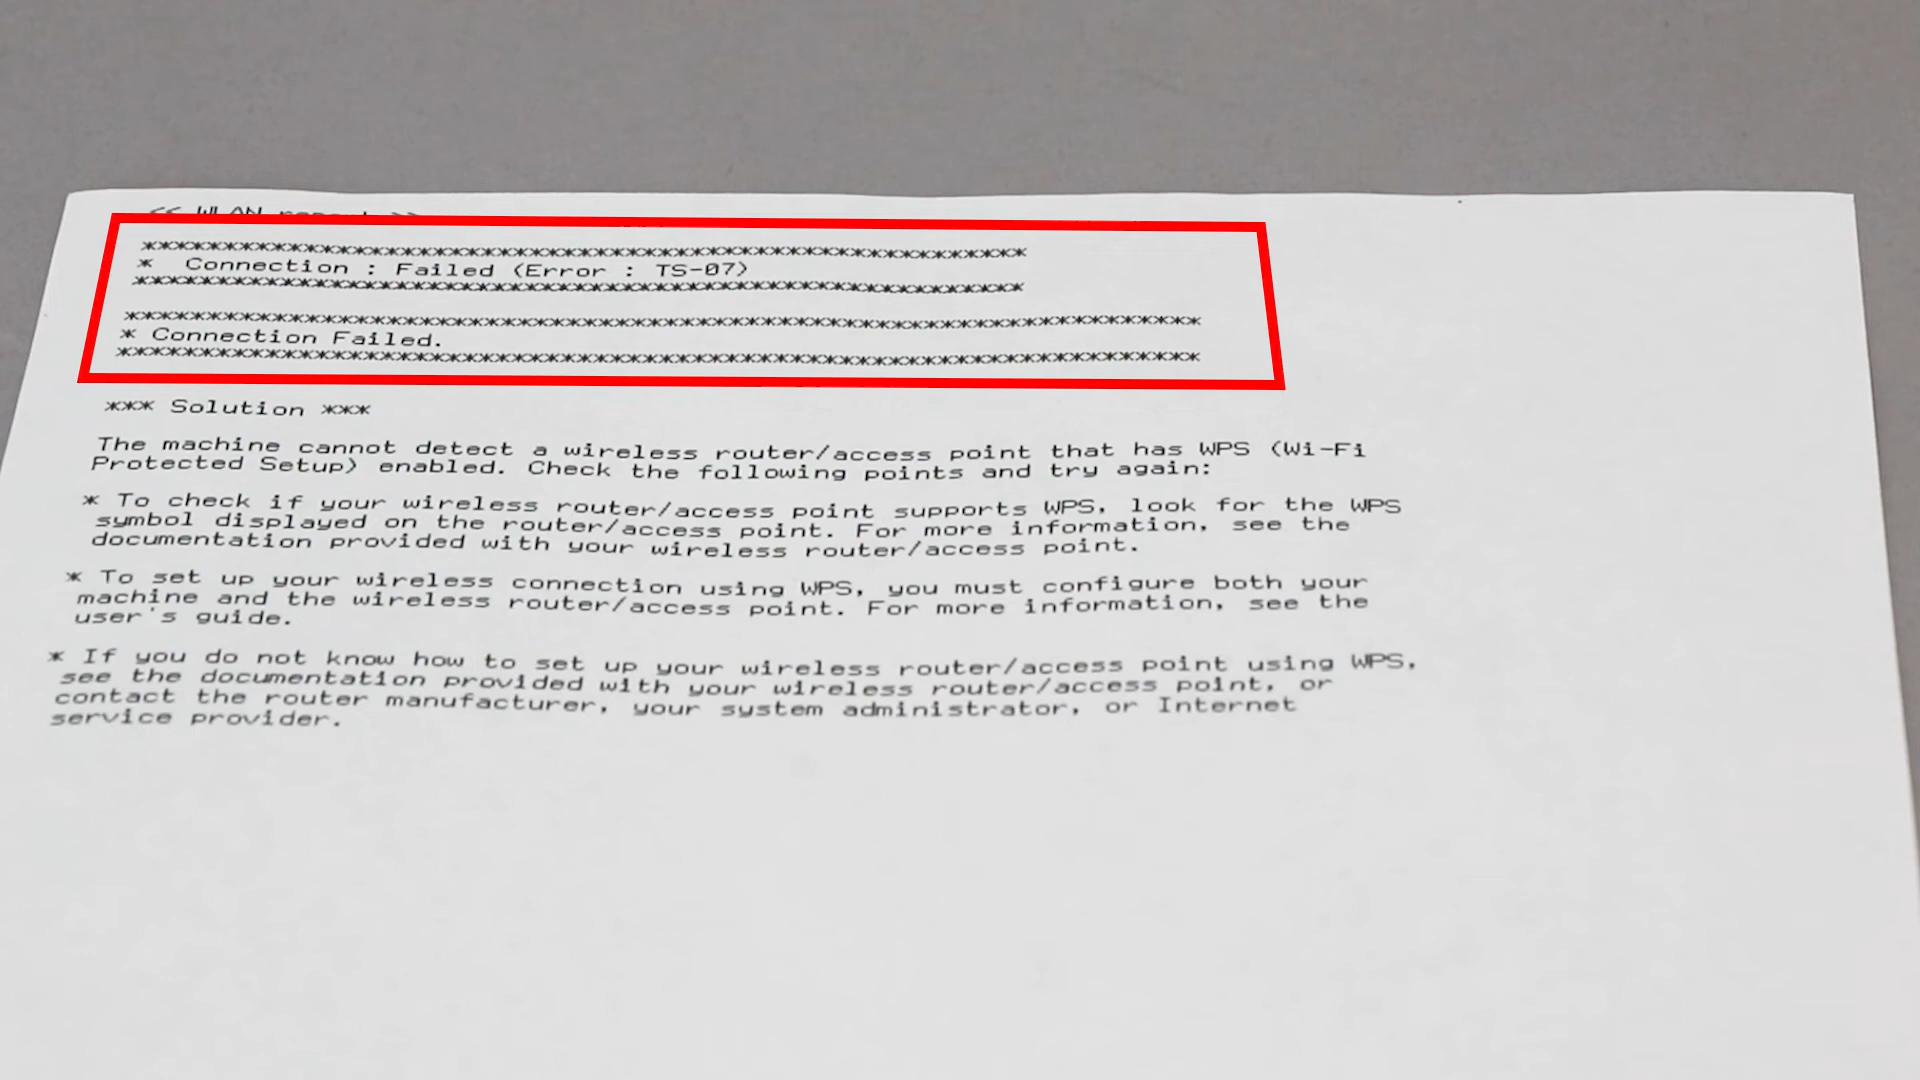 << WLAN report >>
*******************************************************
*  Connection : Failed (Error : TS-07)
*******************************************************
*******************************************************************
* Connection Failed.
*******************************************************************
*** Solution ***
The machine cannot detect a wireless router/access point that has WPS (Wi-Fi
Protected Setup) enabled. Check the following points and try again:
* To check if your wireless router/access point supports WPS, look for the WPS
symbol displayed on the router/access point. For more information, see the
documentation provided with your wireless router/access point.
* To set up your wireless connection using WPS, you must configure both your
machine and the wireless router/access point. For more information, see the
user's guide.
* If you do not know how to set up your wireless router/access point using WPS,
see the documentation provided with your wireless router/access point, or
contact the router manufacturer, your system administrator, or Internet
service provider.